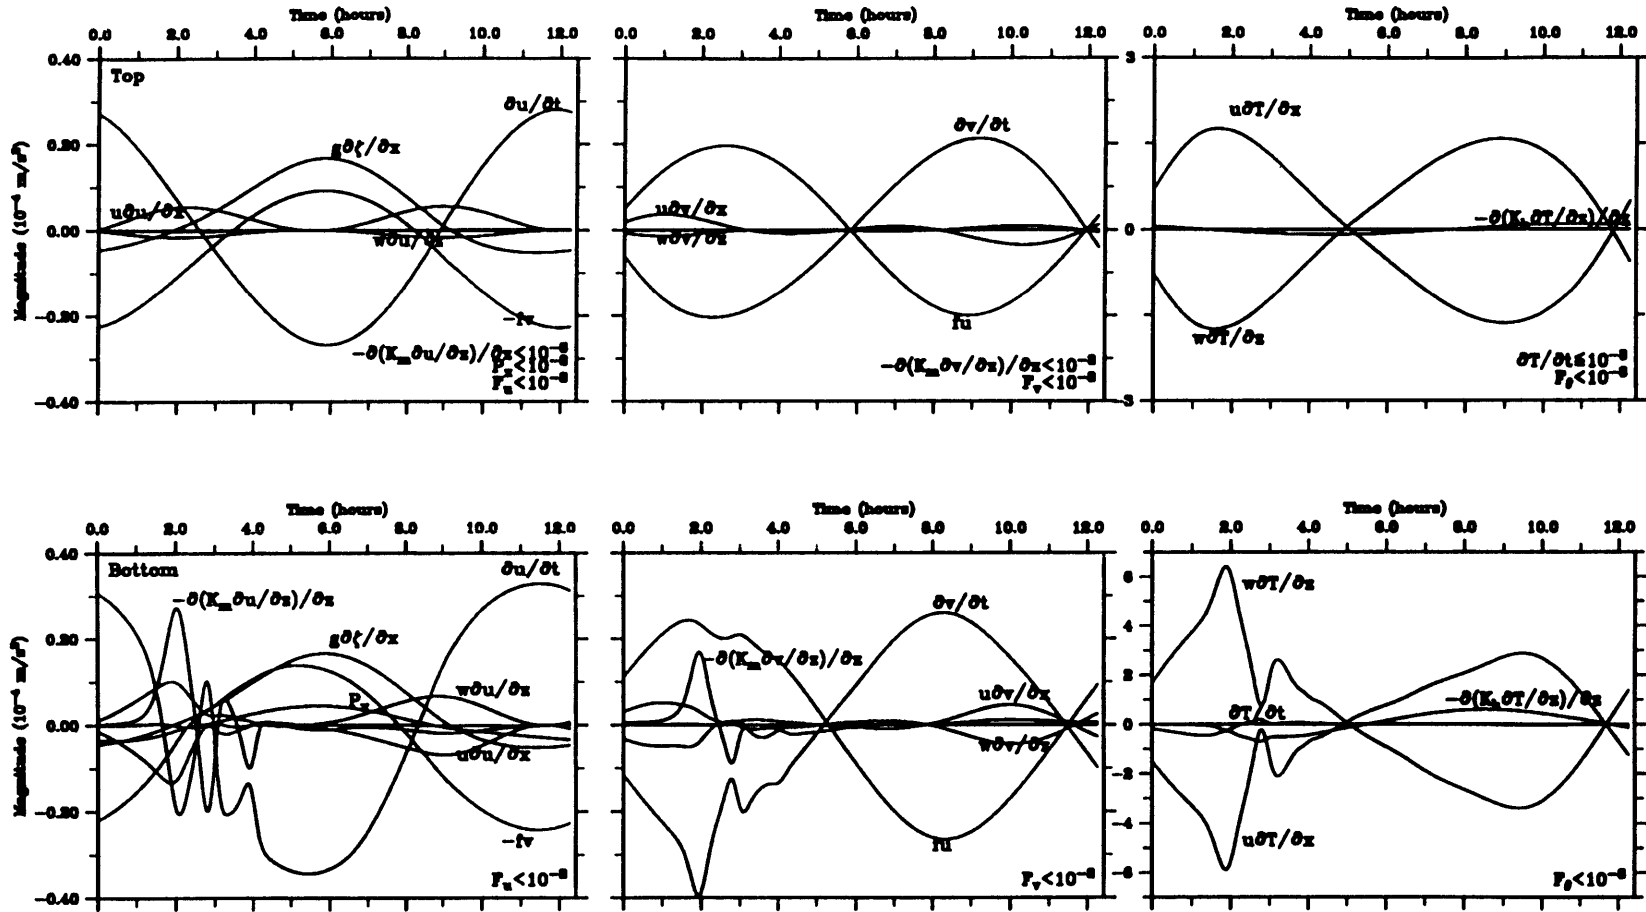 Time (hours) Time (hours) Time (hours)
0.0 2.0 4.0 6.0 8.0 10.0 12.0 0.0 2.0 4.0 6.0 8.0 10.0 12.0 0.0 2.0 4.0 6.0 8.0 10.0 12.0
0.40 3
Top
∂u/∂t
u∂T/∂x
∂v/∂t
0.20
g∂ζ/∂x
Magnitude (10⁻⁴ m/s²)
u∂u/∂x u∂v/∂x
-∂(Kₕ∂T/∂z)/∂z
0.00 0
w∂u/∂z w∂v/∂z
-0.20
-fv fu
w∂T/∂z
-∂(Kₘ∂u/∂z)/∂z<10⁻⁸
Pₓ<10⁻⁸
Fᵤ<10⁻⁸
-∂(Kₘ∂v/∂z)/∂z<10⁻⁸
Fᵥ<10⁻⁸
∂T/∂t≤10⁻⁸
F_θ<10⁻⁸
-0.40 -3
Time (hours) Time (hours) Time (hours)
0.0 2.0 4.0 6.0 8.0 10.0 12.0 0.0 2.0 4.0 6.0 8.0 10.0 12.0 0.0 2.0 4.0 6.0 8.0 10.0 12.0
0.40
Bottom
∂u/∂t
6
w∂T/∂z
-∂(Kₘ∂u/∂z)/∂z
∂v/∂t
4
0.20
g∂ζ/∂x
-∂(Kₘ∂v/∂z)/∂z
2
Magnitude (10⁻⁴ m/s²)
w∂u/∂z
Pₓ
u∂v/∂x
-∂(Kₕ∂T/∂z)/∂z
∂T/∂t
0.00 0
u∂u/∂x
w∂v/∂z
-2
-0.20
-4
-fv
fu
u∂T/∂x
Fᵤ<10⁻⁸
Fᵥ<10⁻⁸
-6
F_θ<10⁻⁸
-0.40